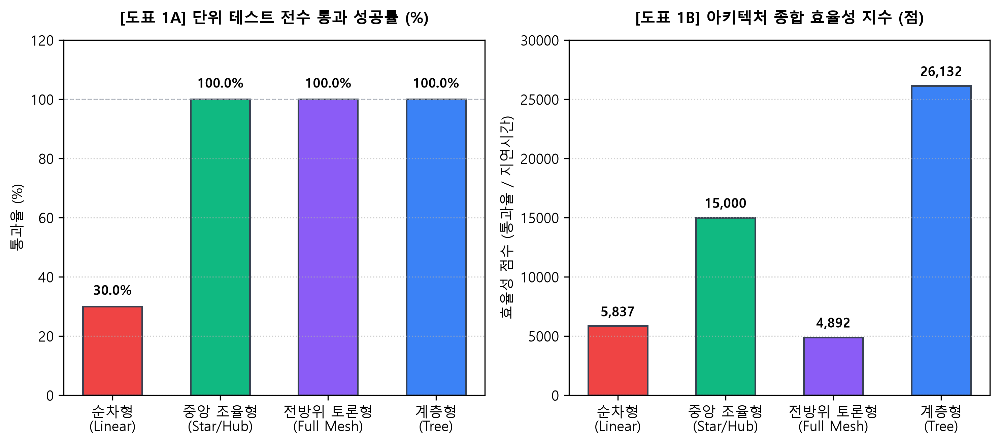 [도표 1A] 단위 테스트 전수 통과 성공률 (%)
통과율 (%)
120
100
80
60
40
20
0
30.0%
100.0%
100.0%
100.0%
순차형
(Linear)
중앙 조율형
(Star/Hub)
전방위 토론형
(Full Mesh)
계층형
(Tree)
[도표 1B] 아키텍처 종합 효율성 지수 (점)
효율성 점수 (통과율 / 지연시간)
30000
25000
20000
15000
10000
5000
0
5,837
15,000
4,892
26,132
순차형
(Linear)
중앙 조율형
(Star/Hub)
전방위 토론형
(Full Mesh)
계층형
(Tree)